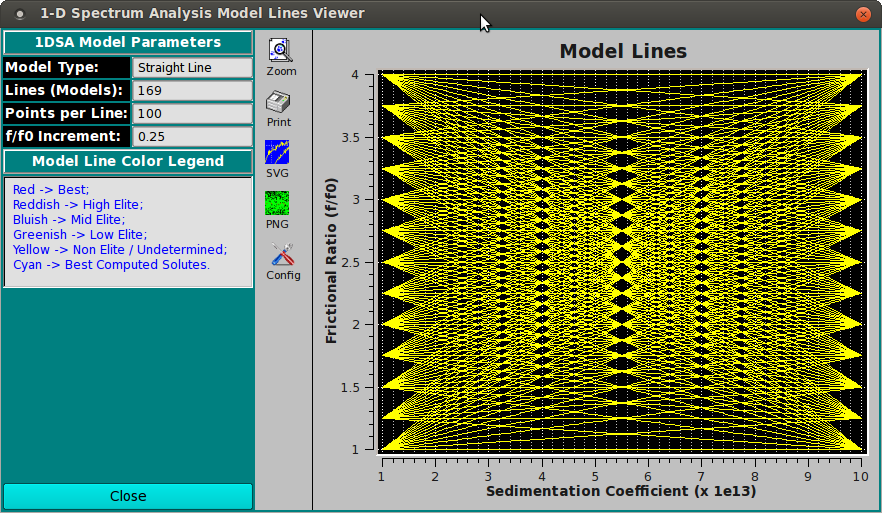 1-D Spectrum Analysis Model Lines Viewer
1DSA Model Parameters
Model Type: Straight Line
Lines (Models): 169
Points per Line: 100
f/f0 Increment: 0.25
Model Line Color Legend
Red -> Best;
Reddish -> High Elite;
Bluish -> Mid Elite;
Greenish -> Low Elite;
Yellow -> Non Elite / Undetermined;
Cyan -> Best Computed Solutes.
Close
Zoom
Print
SVG
PNG
Config
Model Lines
Frictional Ratio (f/f0)
4
3.5
3
2.5
2
1.5
1
1 2 3 4 5 6 7 8 9 10
Sedimentation Coefficient (x 1e13)